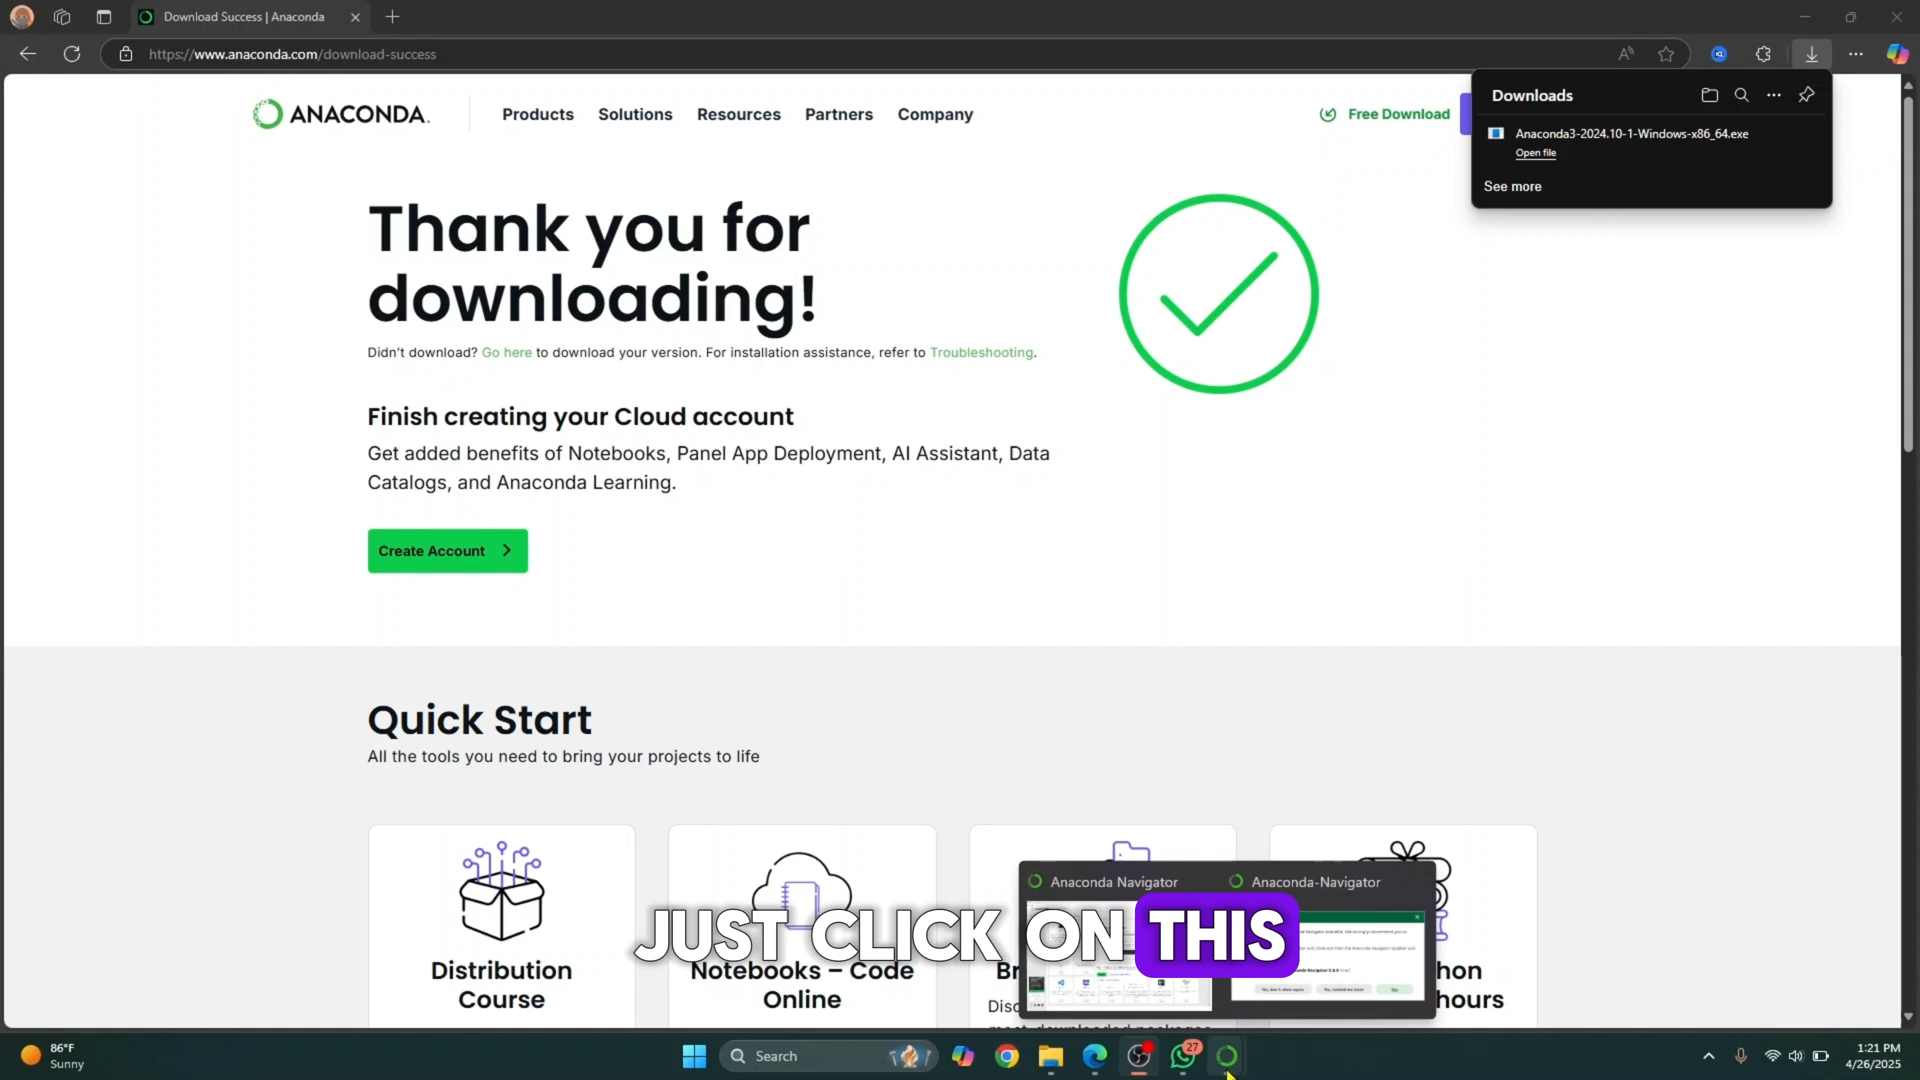 Download Success | Anaconda
https://www.anaconda.com/download-success
ANACONDA.
Products
Solutions
Resources
Partners
Company
Free Download
Downloads
Anaconda3-2024.10-1-Windows-x86_64.exe
Open file
See more
Thank you for
downloading!
Didn't download? Go here to download your version. For installation assistance, refer to Troubleshooting.
Finish creating your Cloud account
Get added benefits of Notebooks, Panel App Deployment, AI Assistant, Data
Catalogs, and Anaconda Learning.
Create Account
Quick Start
All the tools you need to bring your projects to life
Anaconda Navigator
Anaconda-Navigator
JUST CLICK ON THIS
Distribution
Course
Notebooks – Code
Online
86°F
Sunny
Search
27
1:21 PM
4/26/2025